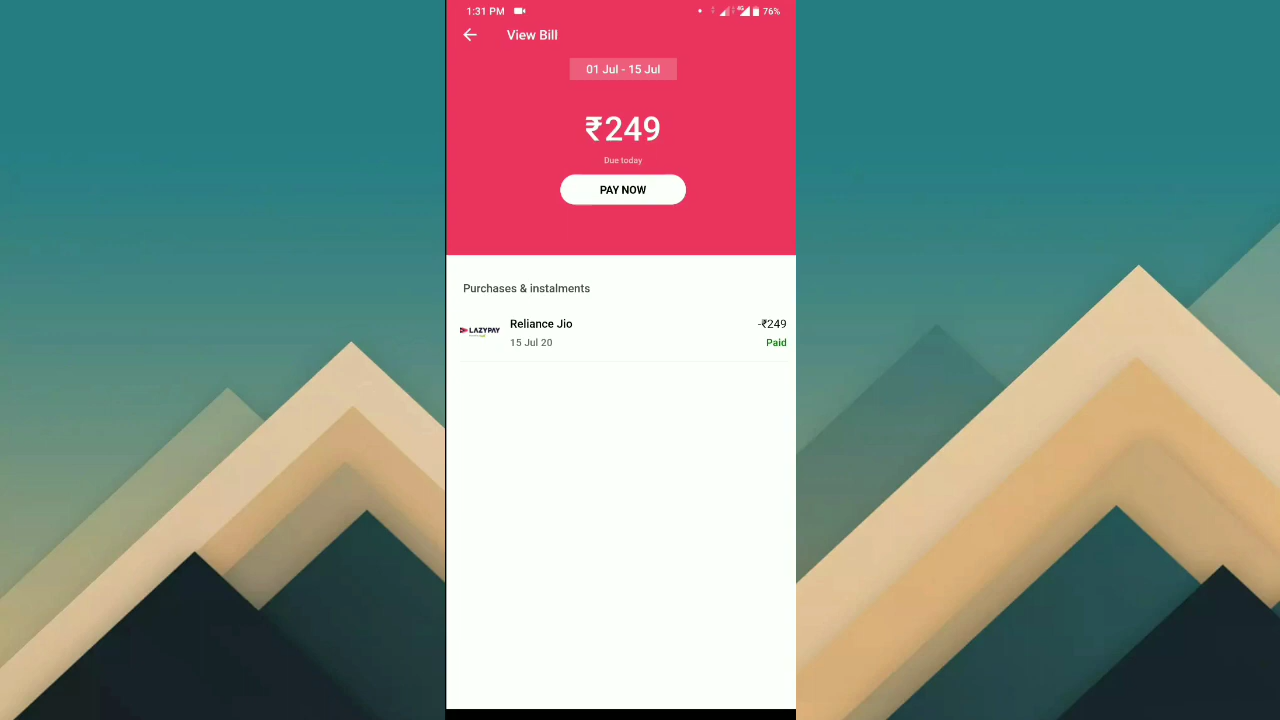 1:31 PM 4G 76%
View Bill
01 Jul - 15 Jul
₹249
Due today
PAY NOW
Purchases & instalments
LAZYPAY Reliance Jio -₹249
15 Jul 20 Paid